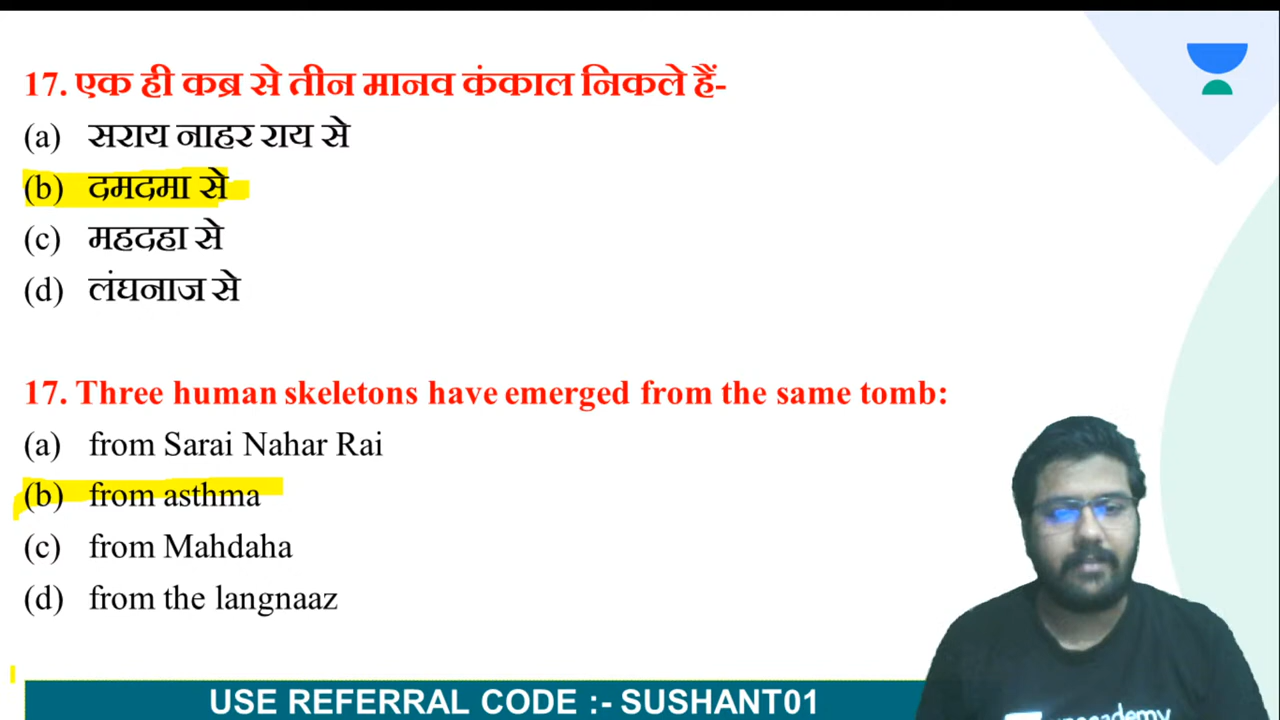 17. एक ही कब्र से तीन मानव कंकाल निकले हैं-
(a) सराय नाहर राय से
(b) दमदमा से
(c) महदहा से
(d) लंघनाज से
17. Three human skeletons have emerged from the same tomb:
(a) from Sarai Nahar Rai
(b) from asthma
(c) from Mahdaha
(d) from the langnaaz
USE REFERRAL CODE :- SUSHANT01